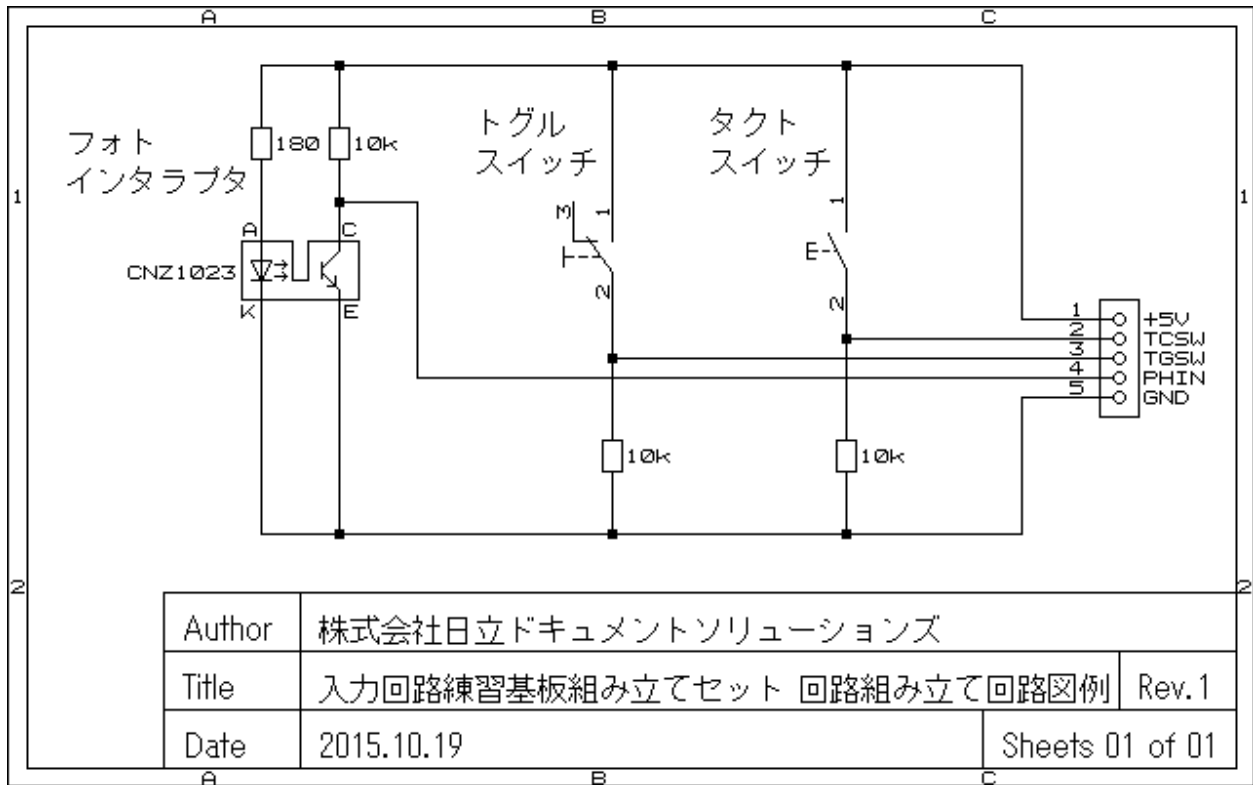 A B C
フォト
インタラプタ
180
10k
トグル
スイッチ
タクト
スイッチ
1
1
A
C
CNZ1023
K
E
3
1
2
1
E
2
1 +5V
2 TCSW
3 TGSW
4 PHIN
5 GND
10k
10k
2
2
Author 株式会社日立ドキュメントソリューションズ
Title 入力回路練習基板組み立てセット 回路組み立て回路図例 Rev.1
Date 2015.10.19 Sheets 01 of 01
A B C